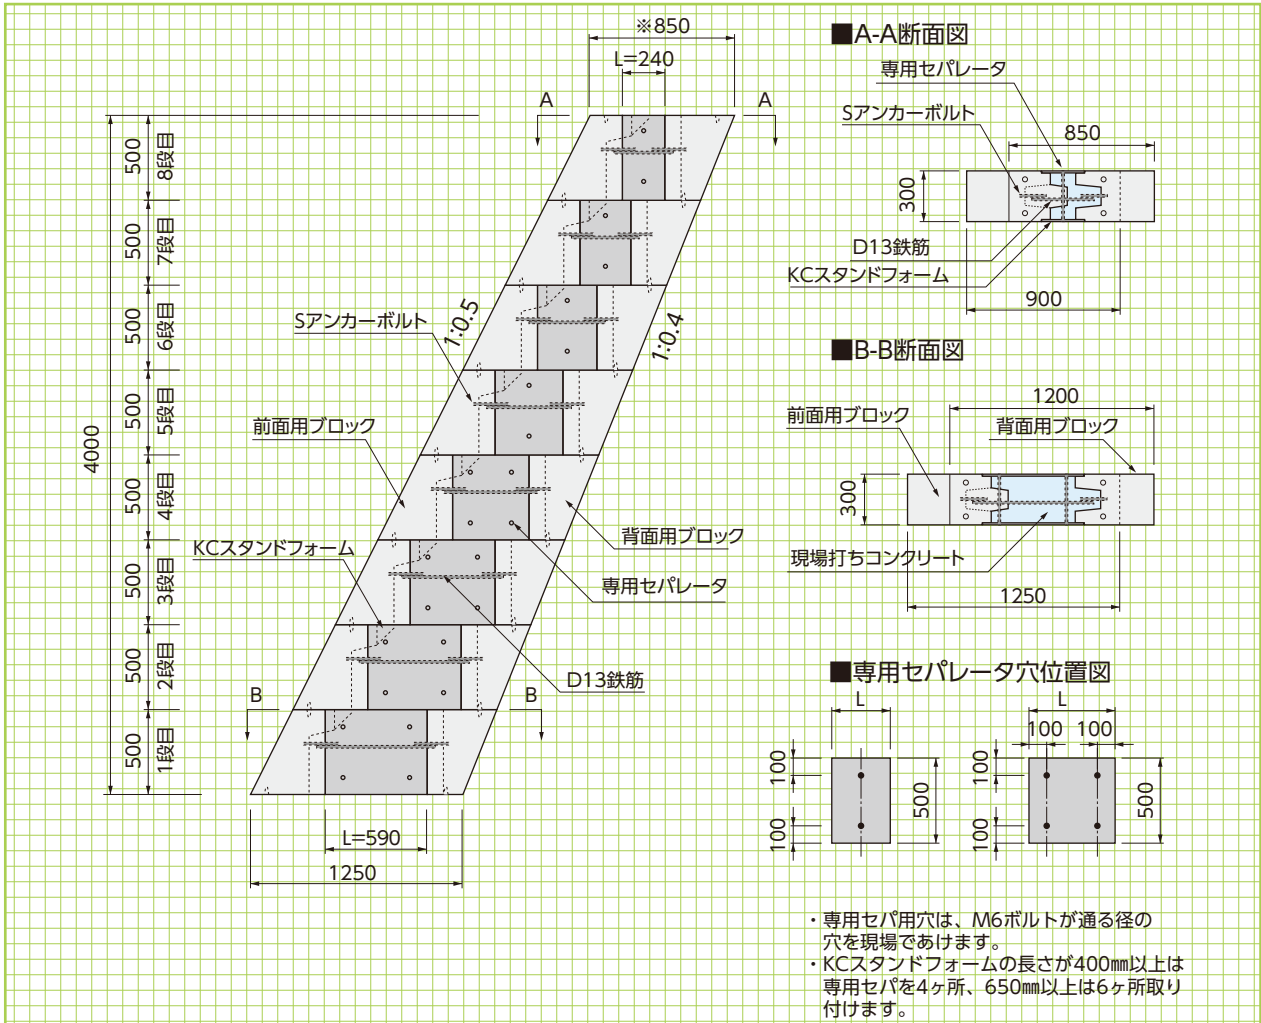 ※850
L=240
A
A
500
8段目
500
7段目
500
6段目
500
5段目
500
4段目
500
3段目
500
2段目
500
1段目
4000
1:0.5
1:0.4
Sアンカーボルト
前面用ブロック
KCスタンドフォーム
背面用ブロック
専用セパレータ
D13鉄筋
B
B
L=590
1250
■A-A断面図
専用セパレータ
Sアンカーボルト
850
300
D13鉄筋
KCスタンドフォーム
900
■B-B断面図
1200
前面用ブロック
背面用ブロック
300
現場打ちコンクリート
1250
■専用セパレータ穴位置図
L
100
100
500
L
100
100
100
100
500
・専用セパ用穴は、M6ボルトが通る径の
穴を現場であけます。
・KCスタンドフォームの長さが400㎜以上は
専用セパを4ヶ所、650㎜以上は6ヶ所取り
付けます。